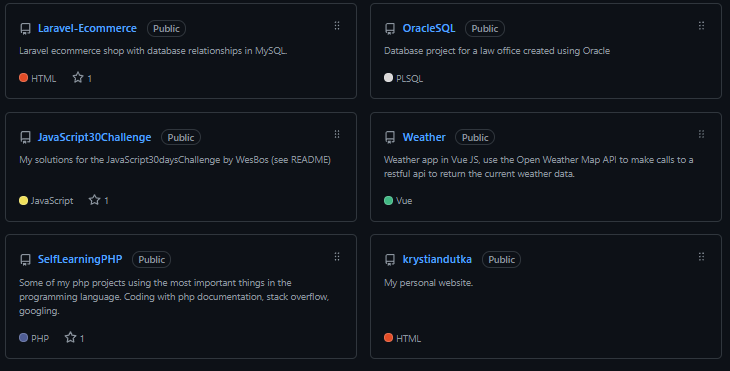 Laravel-Ecommerce Public
Laravel ecommerce shop with database relationships in MySQL.
HTML 1
OracleSQL Public
Database project for a law office created using Oracle
PLSQL
JavaScript30Challenge Public
My solutions for the JavaScript30daysChallenge by WesBos (see README)
JavaScript 1
Weather Public
Weather app in Vue JS, use the Open Weather Map API to make calls to a
restful api to return the current weather data.
Vue
SelfLearningPHP Public
Some of my php projects using the most important things in the
programming language. Coding with php documentation, stack overflow,
googling.
PHP 1
krystiandutka Public
My personal website.
HTML